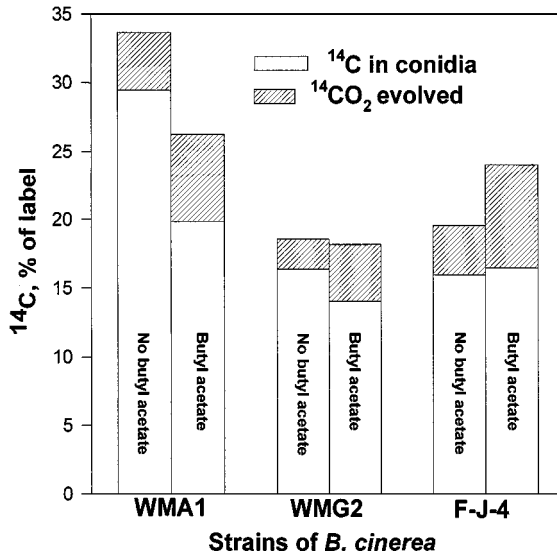 35
30
25
20
15
10
5
0
¹⁴C, % of label
¹⁴C in conidia
¹⁴CO₂ evolved
No butyl acetate
Butyl acetate
No butyl acetate
Butyl acetate
No butyl acetate
Butyl acetate
WMA1 WMG2 F-J-4
Strains of B. cinerea